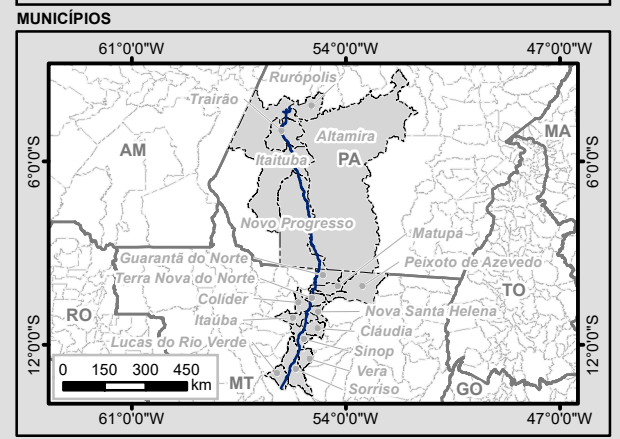 MUNICÍPIOS
61°0'0"W 54°0'0"W 47°0'0"W
Rurópolis
Trairão
Altamira
MA
AM
6°0'0"S
6°0'0"S
Itaituba
PA
Novo Progresso
Matupá
Guarantã do Norte
Peixoto de Azevedo
Terra Nova do Norte
TO
Colíder
Nova Santa Helena
RO
Itaúba
Cláudia
Lucas do Rio Verde
Sinop
12°0'0"S
12°0'0"S
0 150 300 450
km
Vera
MT
Sorriso
GO
61°0'0"W 54°0'0"W 47°0'0"W